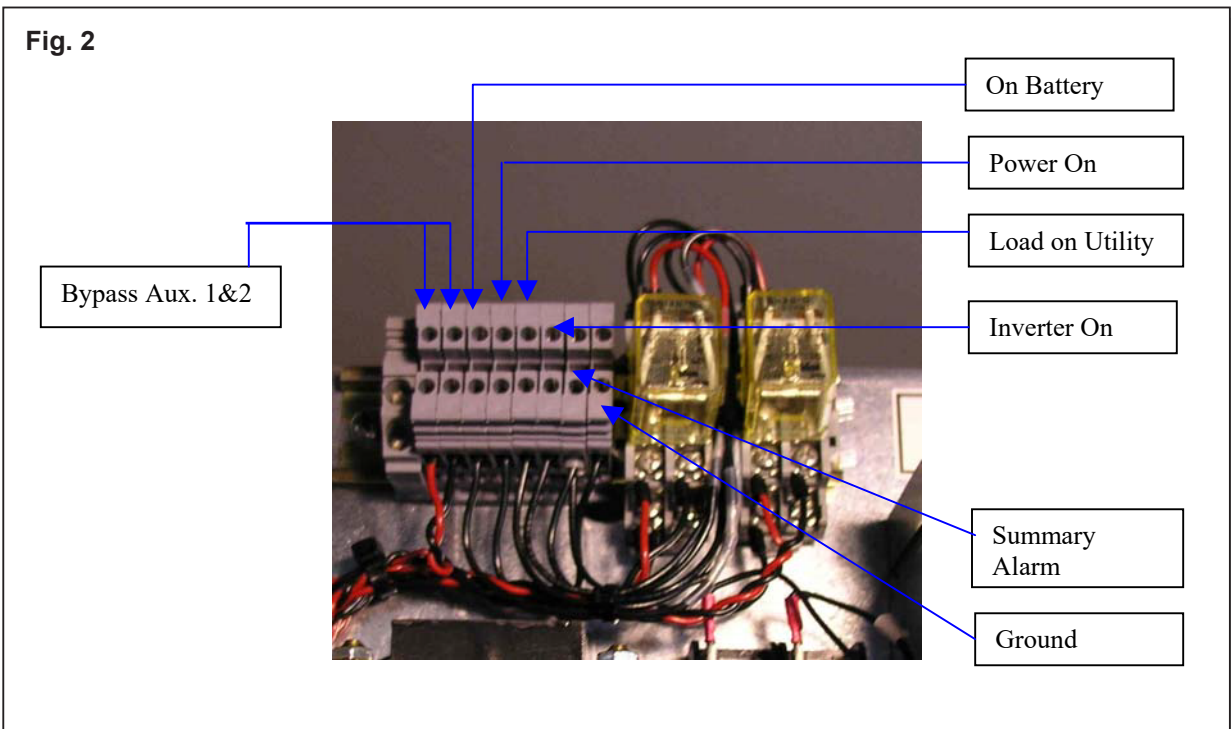 Fig. 2
On Battery
Power On
Load on Utility
Bypass Aux. 1&2
Inverter On
Summary
Alarm
Ground